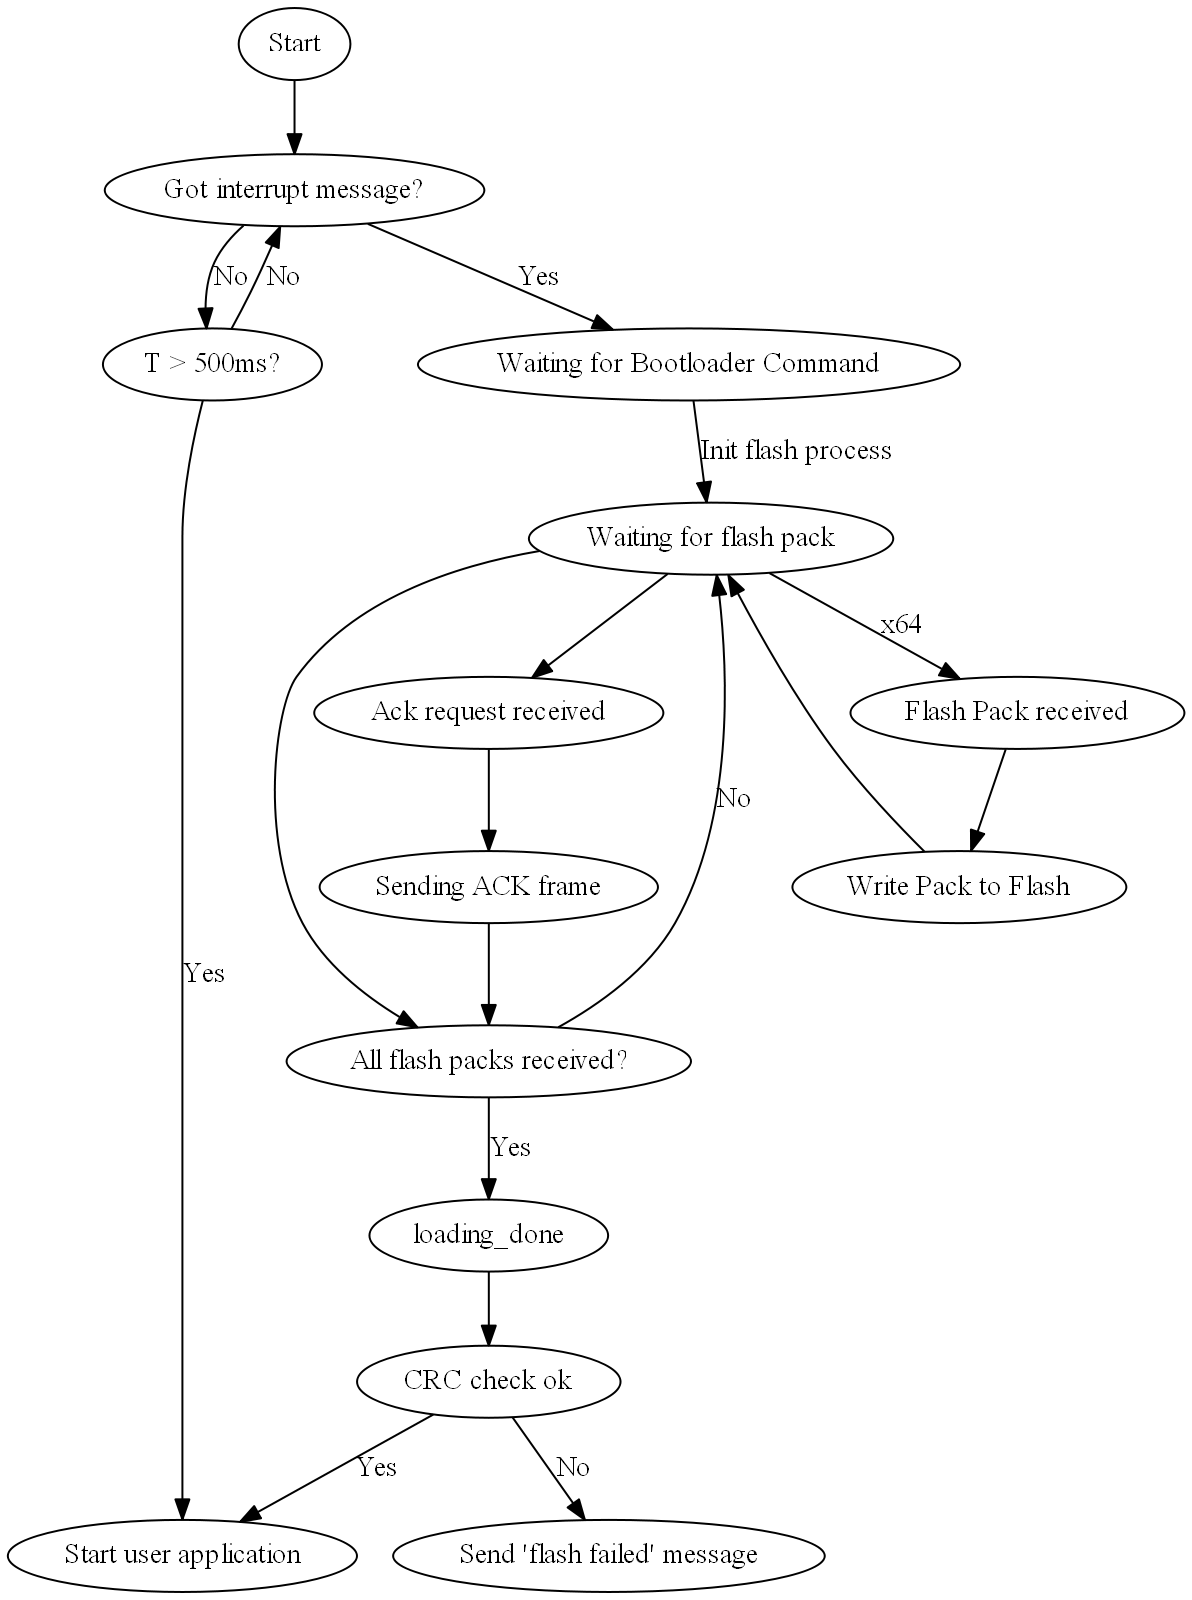 Start
Got interrupt message?
No
No
Yes
T > 500ms?
Waiting for Bootloader Command
Init flash process
Waiting for flash pack
x64
Ack request received
Flash Pack received
No
Sending ACK frame
Write Pack to Flash
Yes
All flash packs received?
Yes
loading_done
CRC check ok
Yes
No
Start user application
Send 'flash failed' message